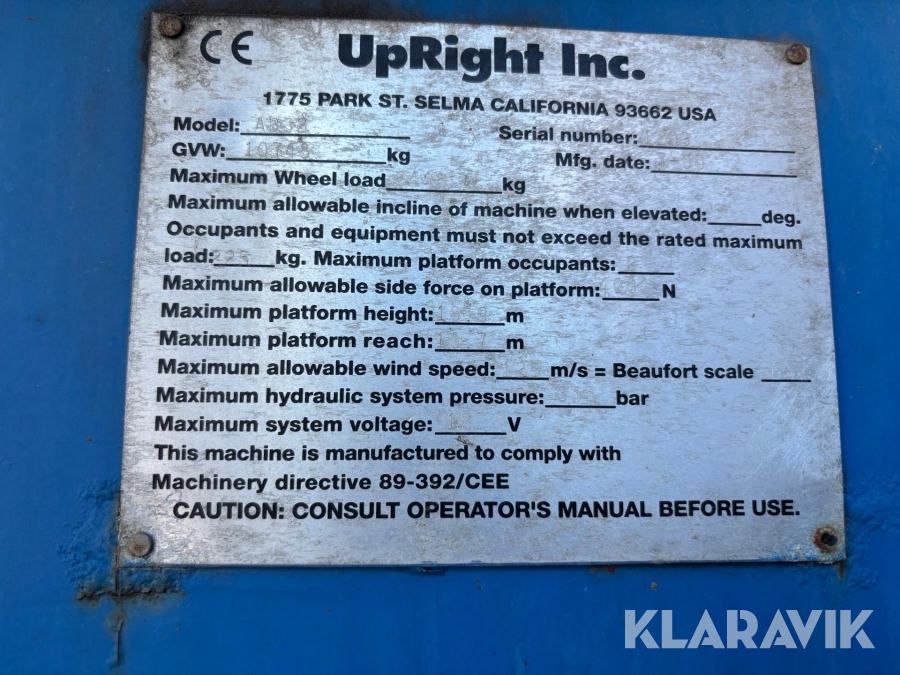 CE UpRight Inc.
1775 PARK ST. SELMA CALIFORNIA 93662 USA
Model: Serial number:
GVW: kg Mfg. date:
Maximum Wheel load kg
Maximum allowable incline of machine when elevated: deg.
Occupants and equipment must not exceed the rated maximum
load: 225 kg. Maximum platform occupants:
Maximum allowable side force on platform: N
Maximum platform height: m
Maximum platform reach: m
Maximum allowable wind speed: m/s = Beaufort scale
Maximum hydraulic system pressure: bar
Maximum system voltage: V
This machine is manufactured to comply with
Machinery directive 89-392/CEE
CAUTION: CONSULT OPERATOR'S MANUAL BEFORE USE.
KLARAVIK